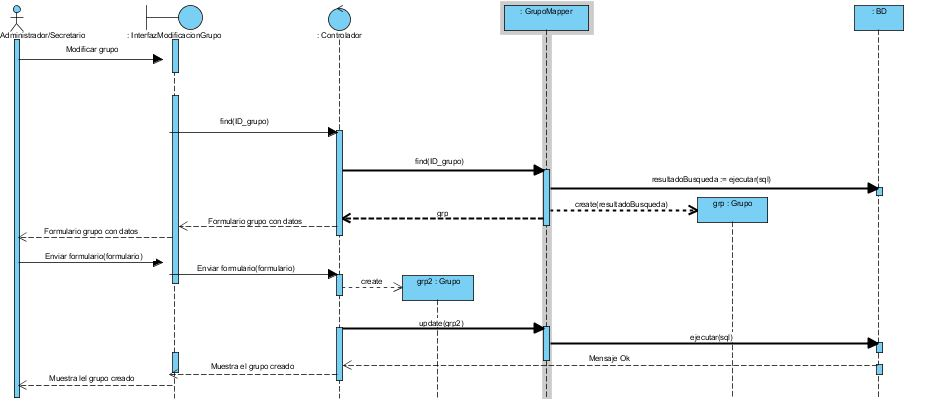 : GrupoMapper
: BD
Administrador/Secretario
: InterfazModificacionGrupo
: Controlador
Modificar grupo
find(ID_grupo)
find(ID_grupo)
resultadoBusqueda := ejecutar(sql)
create(resultadoBusqueda)
grp : Grupo
grp
Formulario grupo con datos
Formulario grupo con datos
Enviar formulario(formulario)
Enviar formulario(formulario)
create
grp2 : Grupo
update(grp2)
ejecutar(sql)
Mensaje Ok
Muestra el grupo creado
Muestra lel grupo creado